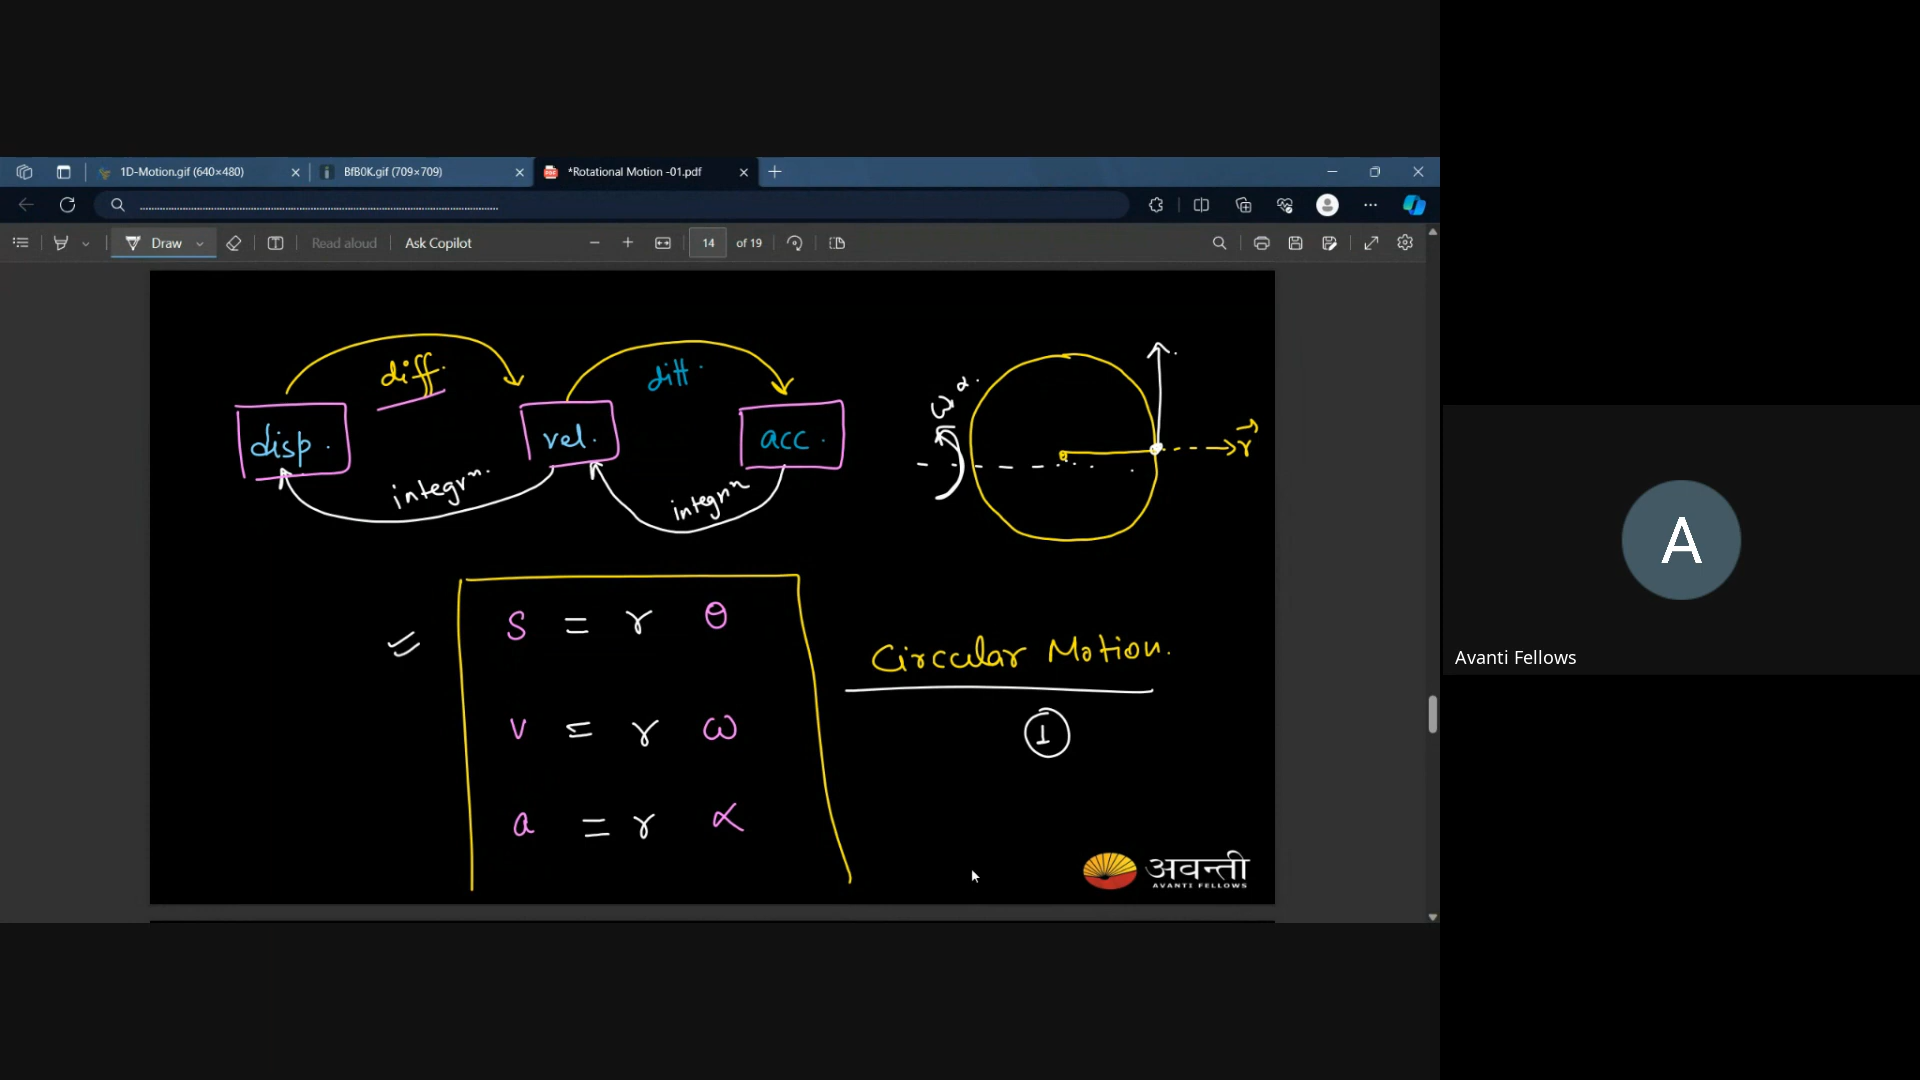 1D-Motion.gif (640×480)
BfB0K.gif (709×709)
*Rotational Motion -01.pdf
Draw
Read aloud
Ask Copilot
14 of 19
diff.
diff.
disp.
vel.
acc.
integrⁿ.
integrⁿ
ω
α.
r⃗
s = r θ
v = r ω
a = r α
Circular Motion.
1
अवन्ती
AVANTI FELLOWS
A
Avanti Fellows